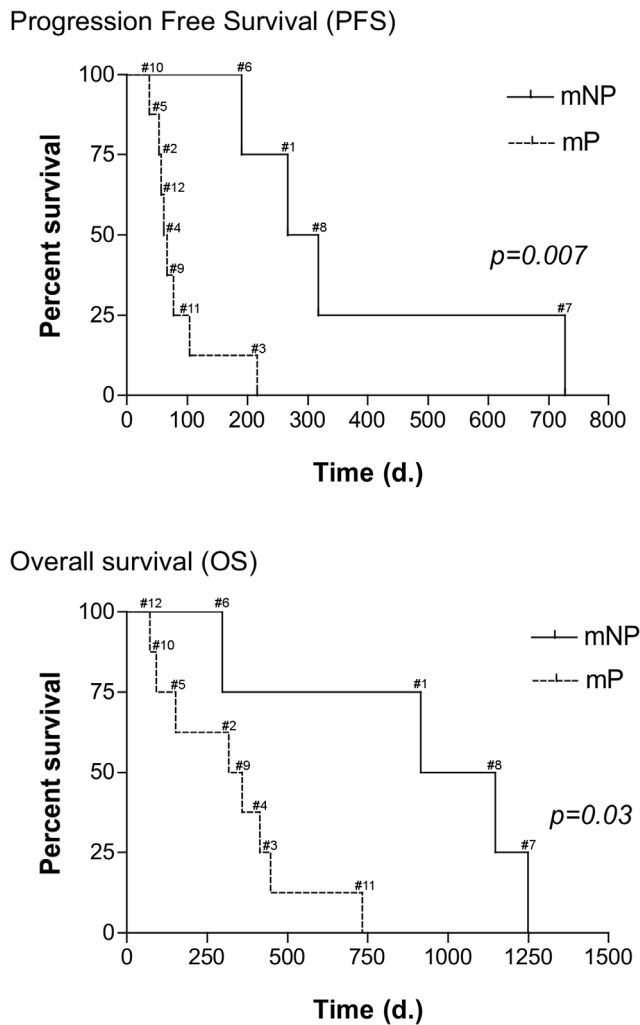 Progression Free Survival (PFS)
100
75
50
25
0
Percent survival
#10
#6
#5
#2
#1
#12
#4
#8
#9
#11
#7
#3
mNP
mP
p=0.007
0 100 200 300 400 500 600 700 800
Time (d.)
Overall survival (OS)
100
75
50
25
0
Percent survival
#12
#6
#10
#5
#1
#2
#9
#8
#4
#3
#7
#11
mNP
mP
p=0.03
0 250 500 750 1000 1250 1500
Time (d.)